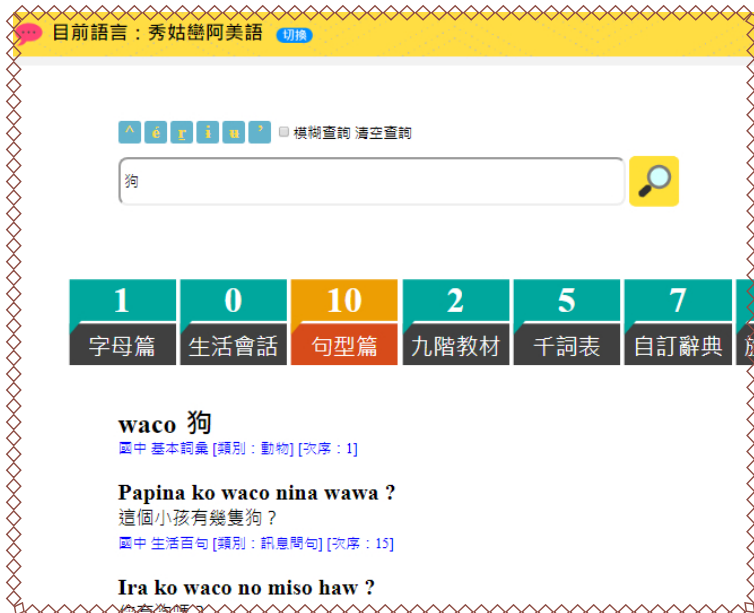 目前語言：秀姑巒阿美語 切換
^ é ṟ ɨ ʉ ’ 模糊查詢 清空查詢
狗
1 0 10 2 5 7
字母篇 生活會話 句型篇 九階教材 千詞表 自訂辭典
waco 狗
國中 基本詞彙 [類別：動物] [次序：1]
Papina ko waco nina wawa ?
這個小孩有幾隻狗？
國中 生活百句 [類別：訊息問句] [次序：15]
Ira ko waco no miso haw ?
你有狗嗎？